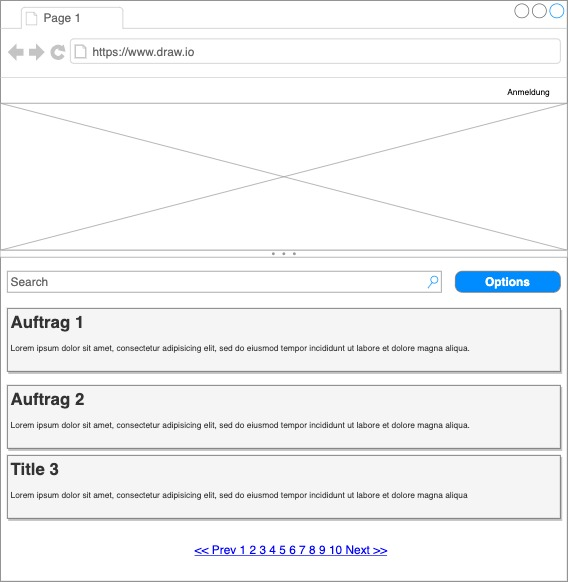 Page 1
https://www.draw.io
Anmeldung
Search
Options
Auftrag 1
Lorem ipsum dolor sit amet, consectetur adipisicing elit, sed do eiusmod tempor incididunt ut labore et dolore magna aliqua.
Auftrag 2
Lorem ipsum dolor sit amet, consectetur adipisicing elit, sed do eiusmod tempor incididunt ut labore et dolore magna aliqua.
Title 3
Lorem ipsum dolor sit amet, consectetur adipisicing elit, sed do eiusmod tempor incididunt ut labore et dolore magna aliqua
<< Prev 1 2 3 4 5 6 7 8 9 10 Next >>